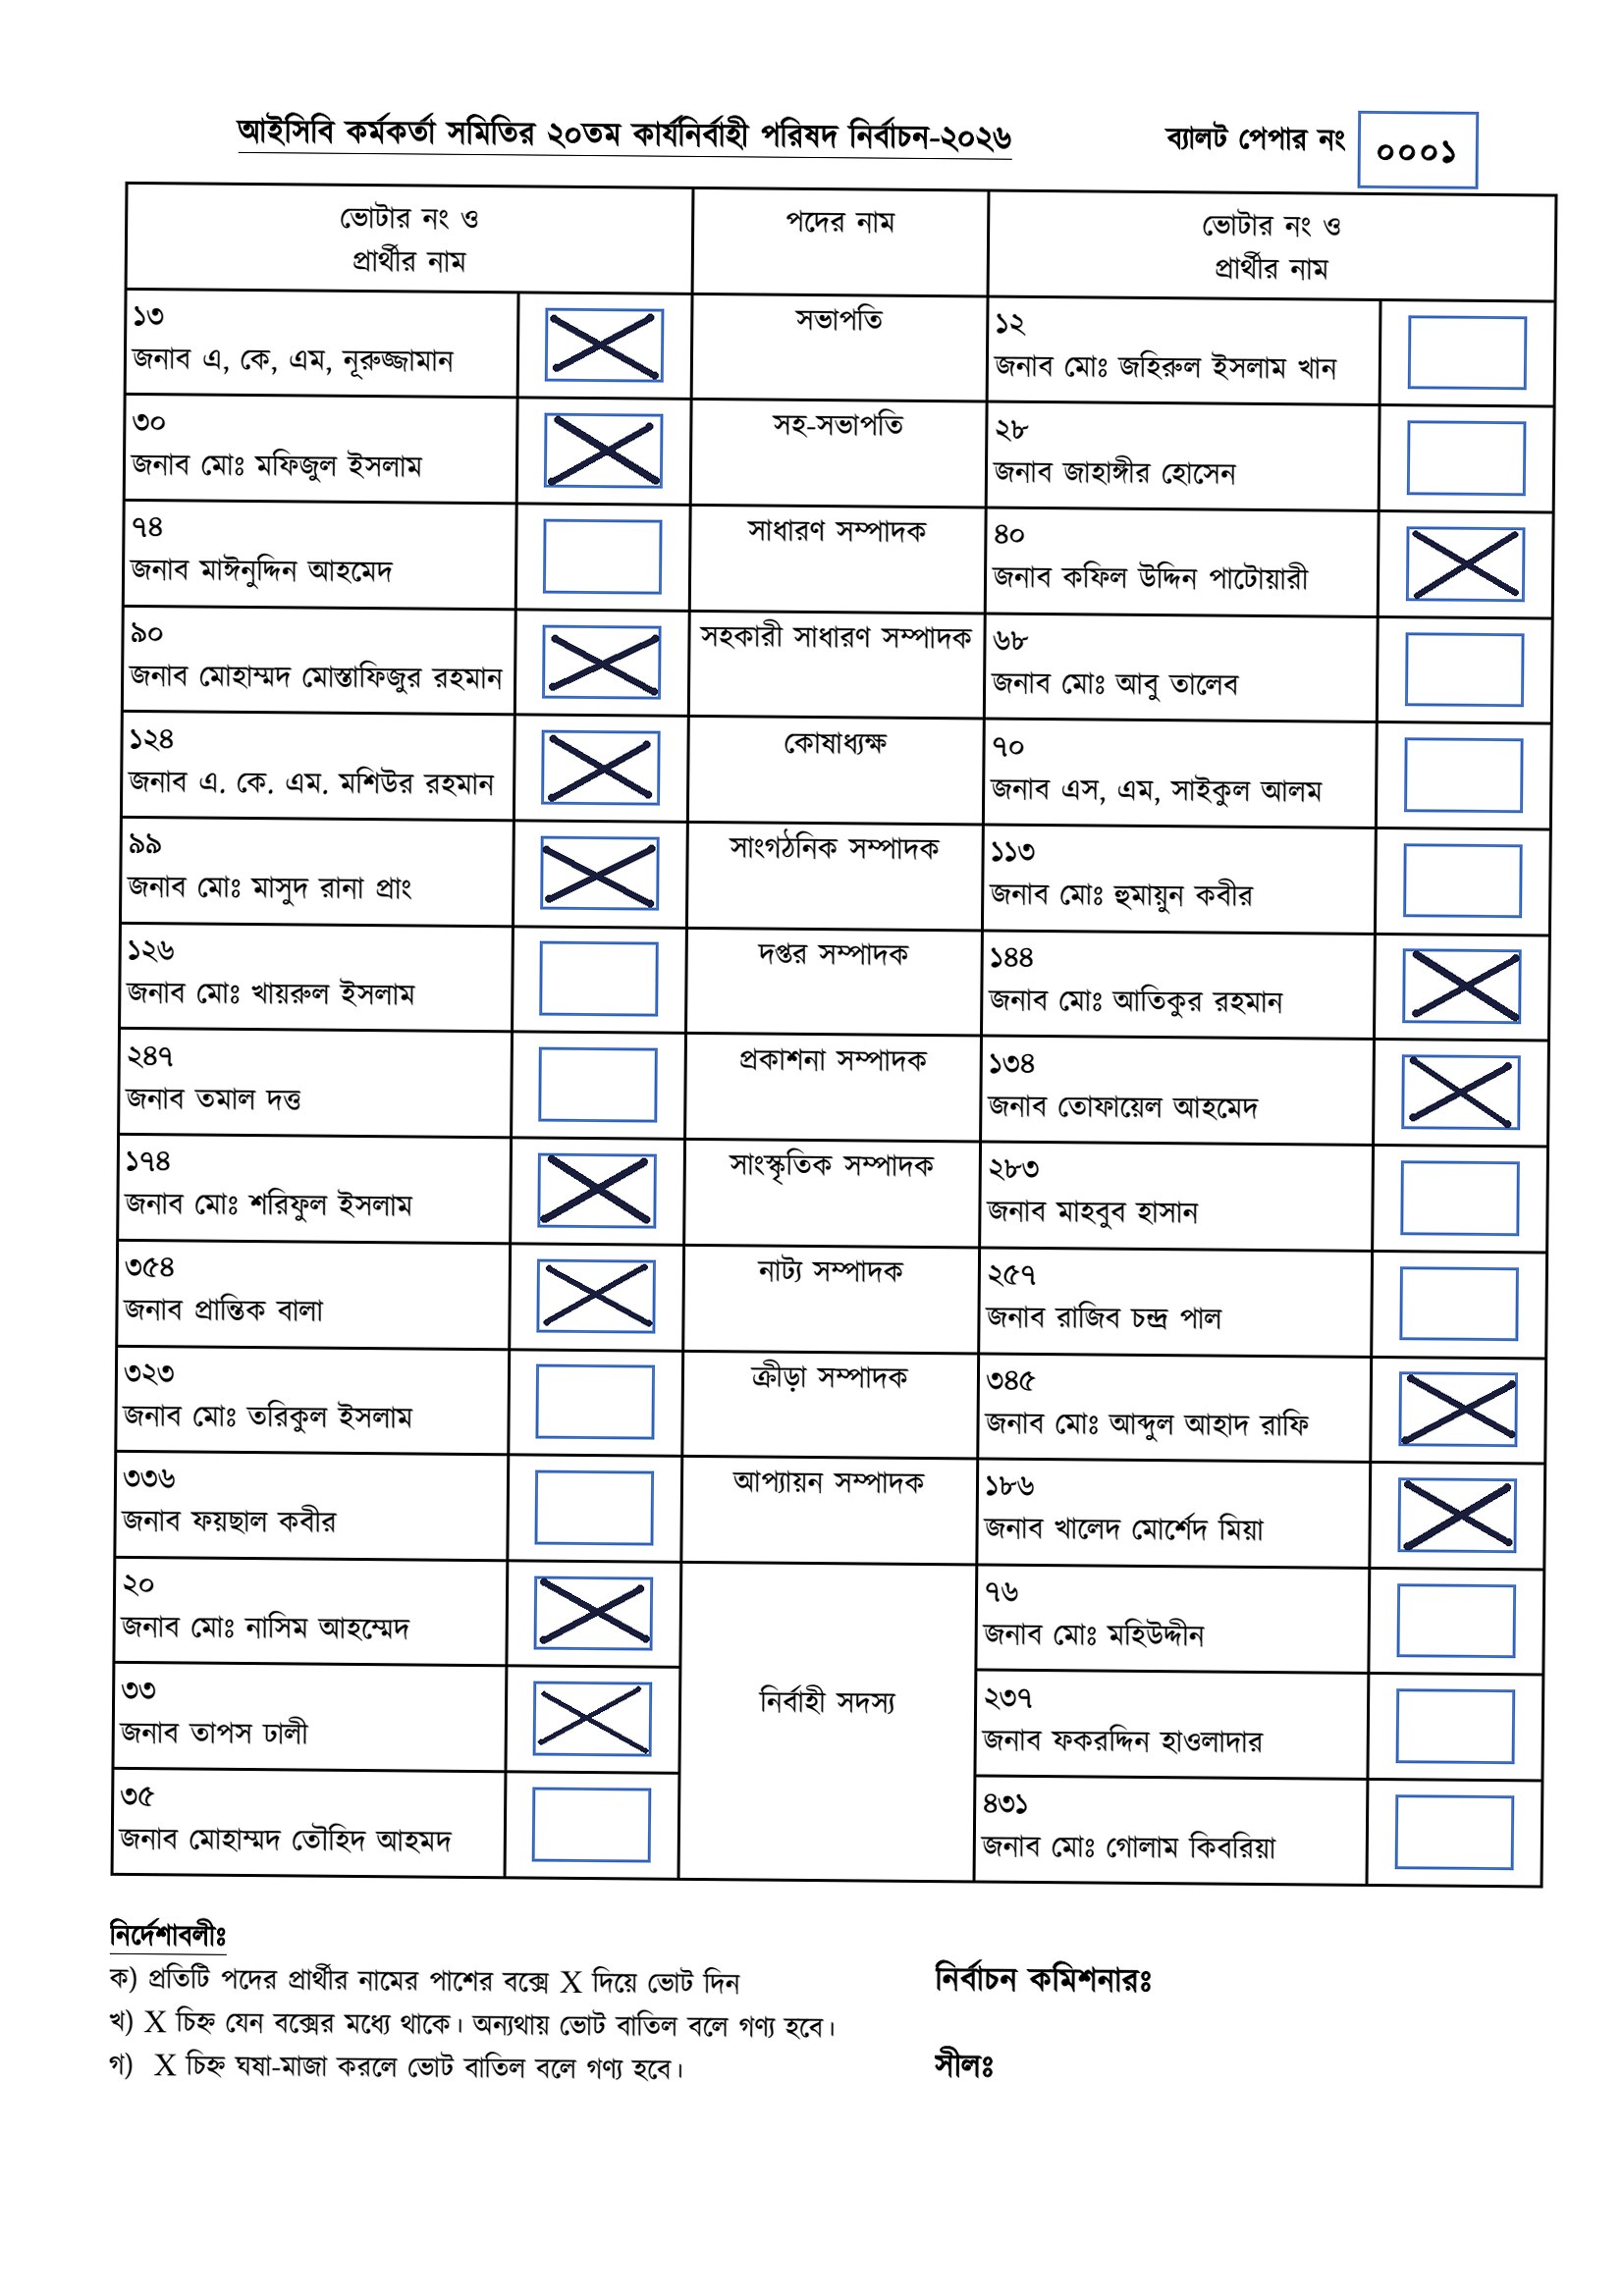 আইসিবি কর্মকর্তা সমিতির ২০তম কার্যনির্বাহী পরিষদ নির্বাচন-২০২৬ ব্যালট পেপার নং ০০০১
ভোটার নং ও
প্রার্থীর নাম
পদের নাম
ভোটার নং ও
প্রার্থীর নাম
১৩
জনাব এ, কে, এম, নূরুজ্জামান
সভাপতি
১২
জনাব মোঃ জহিরুল ইসলাম খান
৩০
জনাব মোঃ মফিজুল ইসলাম
সহ-সভাপতি
২৮
জনাব জাহাঙ্গীর হোসেন
৭৪
জনাব মাঈনুদ্দিন আহমেদ
সাধারণ সম্পাদক
৪০
জনাব কফিল উদ্দিন পাটোয়ারী
৯০
জনাব মোহাম্মদ মোস্তাফিজুর রহমান
সহকারী সাধারণ সম্পাদক
৬৮
জনাব মোঃ আবু তালেব
১২৪
জনাব এ. কে. এম. মশিউর রহমান
কোষাধ্যক্ষ
৭০
জনাব এস, এম, সাইকুল আলম
৯৯
জনাব মোঃ মাসুদ রানা প্রাং
সাংগঠনিক সম্পাদক
১১৩
জনাব মোঃ হুমায়ুন কবীর
১২৬
জনাব মোঃ খায়রুল ইসলাম
দপ্তর সম্পাদক
১৪৪
জনাব মোঃ আতিকুর রহমান
২৪৭
জনাব তমাল দত্ত
প্রকাশনা সম্পাদক
১৩৪
জনাব তোফায়েল আহমেদ
১৭৪
জনাব মোঃ শরিফুল ইসলাম
সাংস্কৃতিক সম্পাদক
২৮৩
জনাব মাহবুব হাসান
৩৫৪
জনাব প্রান্তিক বালা
নাট্য সম্পাদক
২৫৭
জনাব রাজিব চন্দ্র পাল
৩২৩
জনাব মোঃ তরিকুল ইসলাম
ক্রীড়া সম্পাদক
৩৪৫
জনাব মোঃ আব্দুল আহাদ রাফি
৩৩৬
জনাব ফয়ছাল কবীর
আপ্যায়ন সম্পাদক
১৮৬
জনাব খালেদ মোর্শেদ মিয়া
২০
জনাব মোঃ নাসিম আহম্মেদ
৭৬
জনাব মোঃ মহিউদ্দীন
৩৩
জনাব তাপস ঢালী
নির্বাহী সদস্য
২৩৭
জনাব ফকরদ্দিন হাওলাদার
৩৫
জনাব মোহাম্মদ তৌহিদ আহমদ
৪৩১
জনাব মোঃ গোলাম কিবরিয়া
নির্দেশাবলীঃ
ক) প্রতিটি পদের প্রার্থীর নামের পাশের বক্সে X দিয়ে ভোট দিন
নির্বাচন কমিশনারঃ
খ) X চিহ্ন যেন বক্সের মধ্যে থাকে। অন্যথায় ভোট বাতিল বলে গণ্য হবে।
গ) X চিহ্ন ঘষা-মাজা করলে ভোট বাতিল বলে গণ্য হবে।
সীলঃ